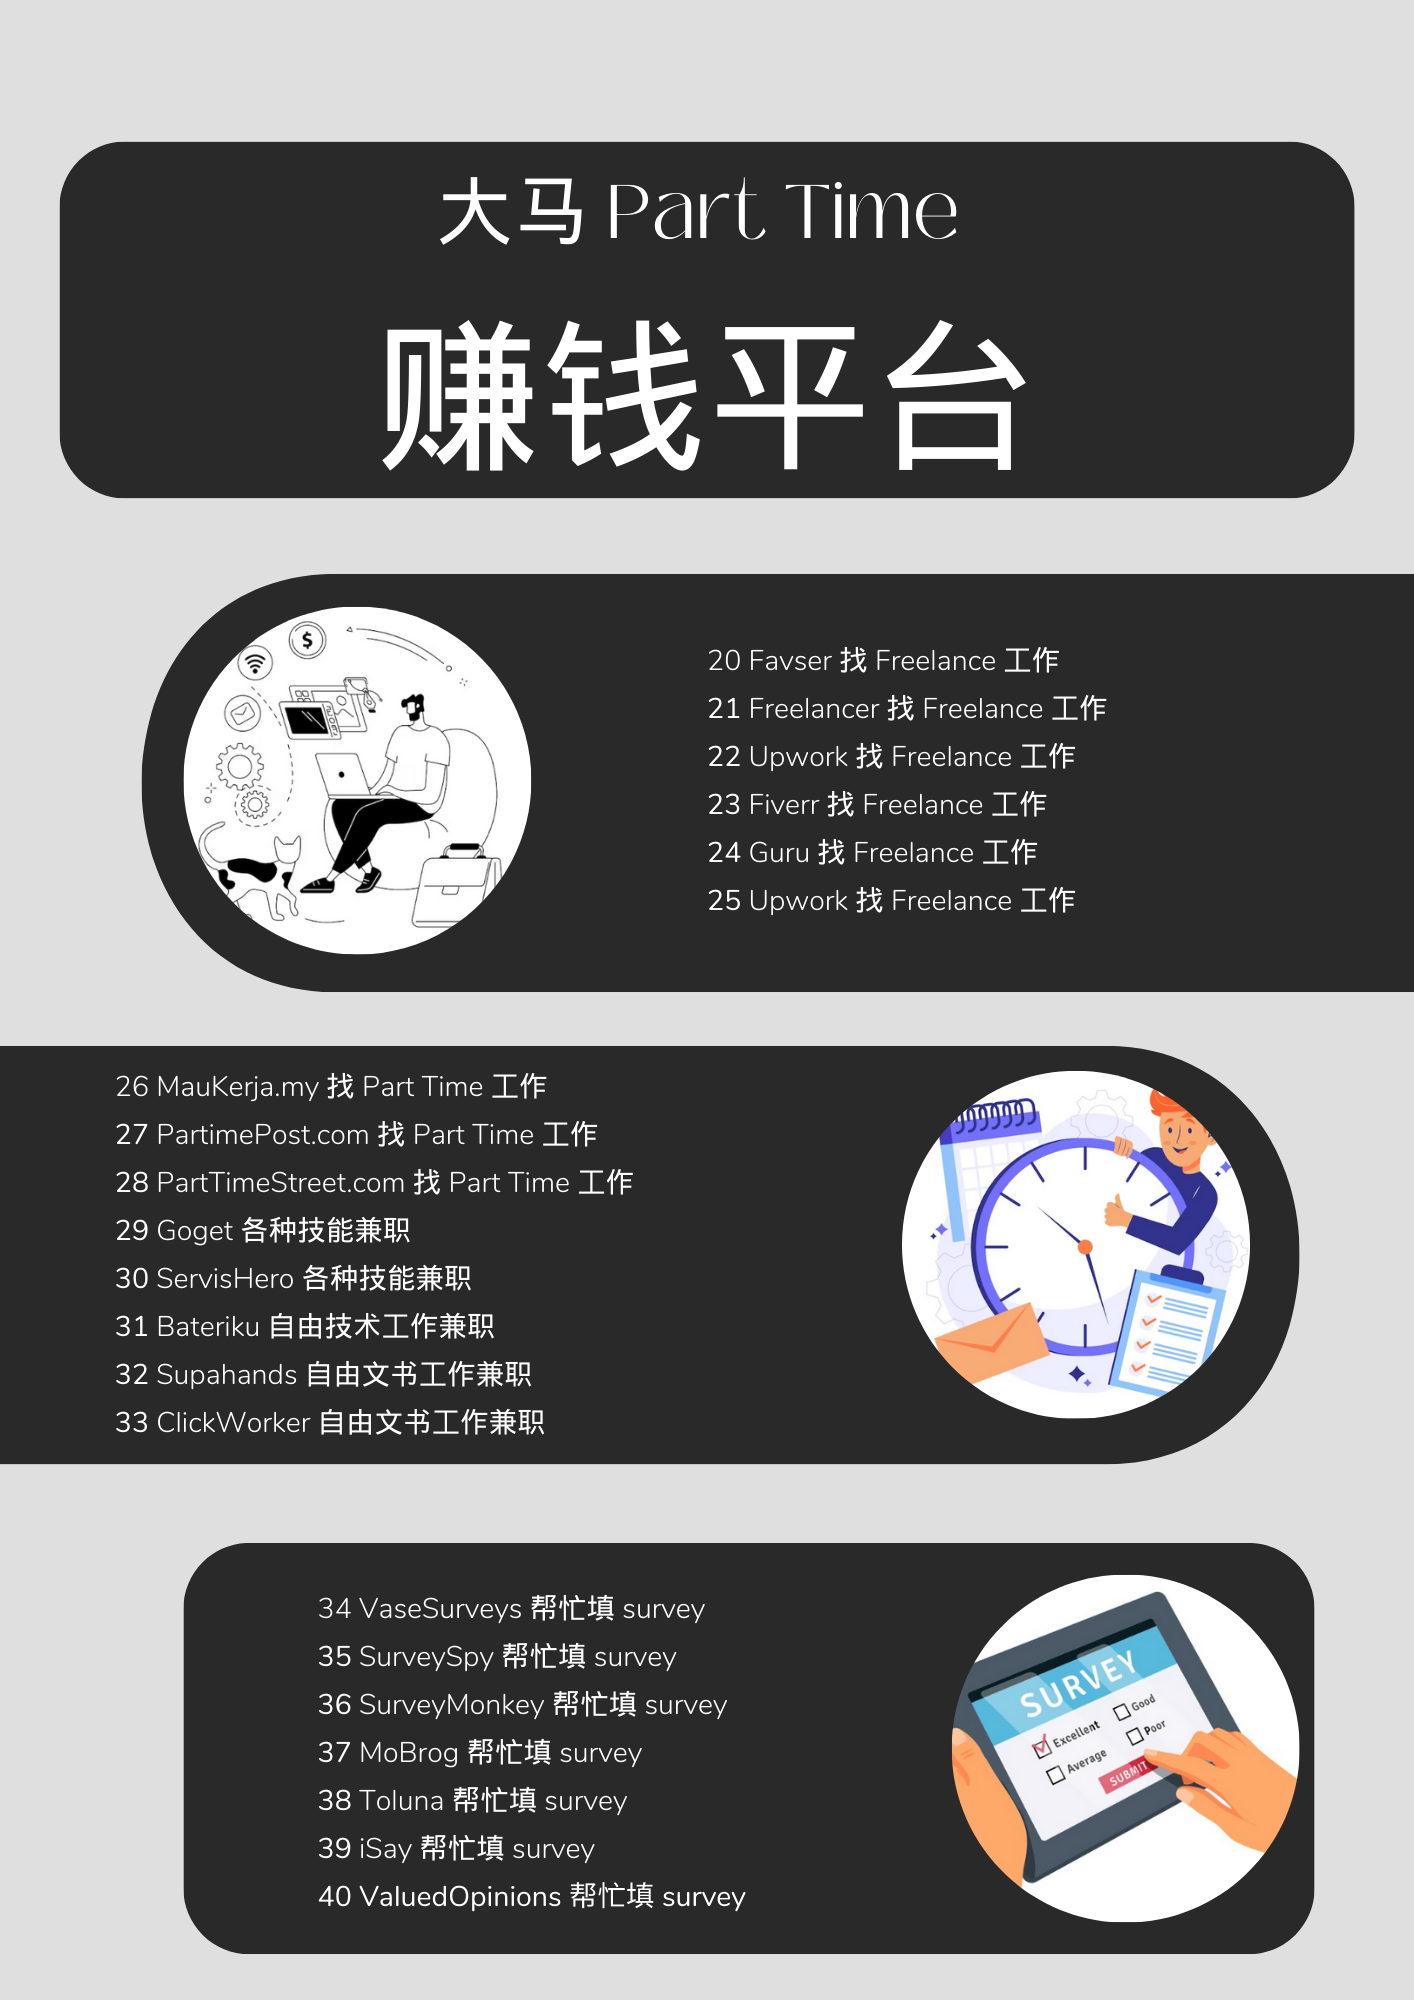 大马 Part Time
赚钱平台
20 Favser 找 Freelance 工作
21 Freelancer 找 Freelance 工作
22 Upwork 找 Freelance 工作
23 Fiverr 找 Freelance 工作
24 Guru 找 Freelance 工作
25 Upwork 找 Freelance 工作
26 MauKerja.my 找 Part Time 工作
27 PartimePost.com 找 Part Time 工作
28 PartTimeStreet.com 找 Part Time 工作
29 Goget 各种技能兼职
30 ServisHero 各种技能兼职
31 Bateriku 自由技术工作兼职
32 Supahands 自由文书工作兼职
33 ClickWorker 自由文书工作兼职
34 VaseSurveys 帮忙填 survey
35 SurveySpy 帮忙填 survey
36 SurveyMonkey 帮忙填 survey
37 MoBrog 帮忙填 survey
38 Toluna 帮忙填 survey
39 iSay 帮忙填 survey
40 ValuedOpinions 帮忙填 survey
SURVEY
Excellent Good
Average Poor
SUBMIT